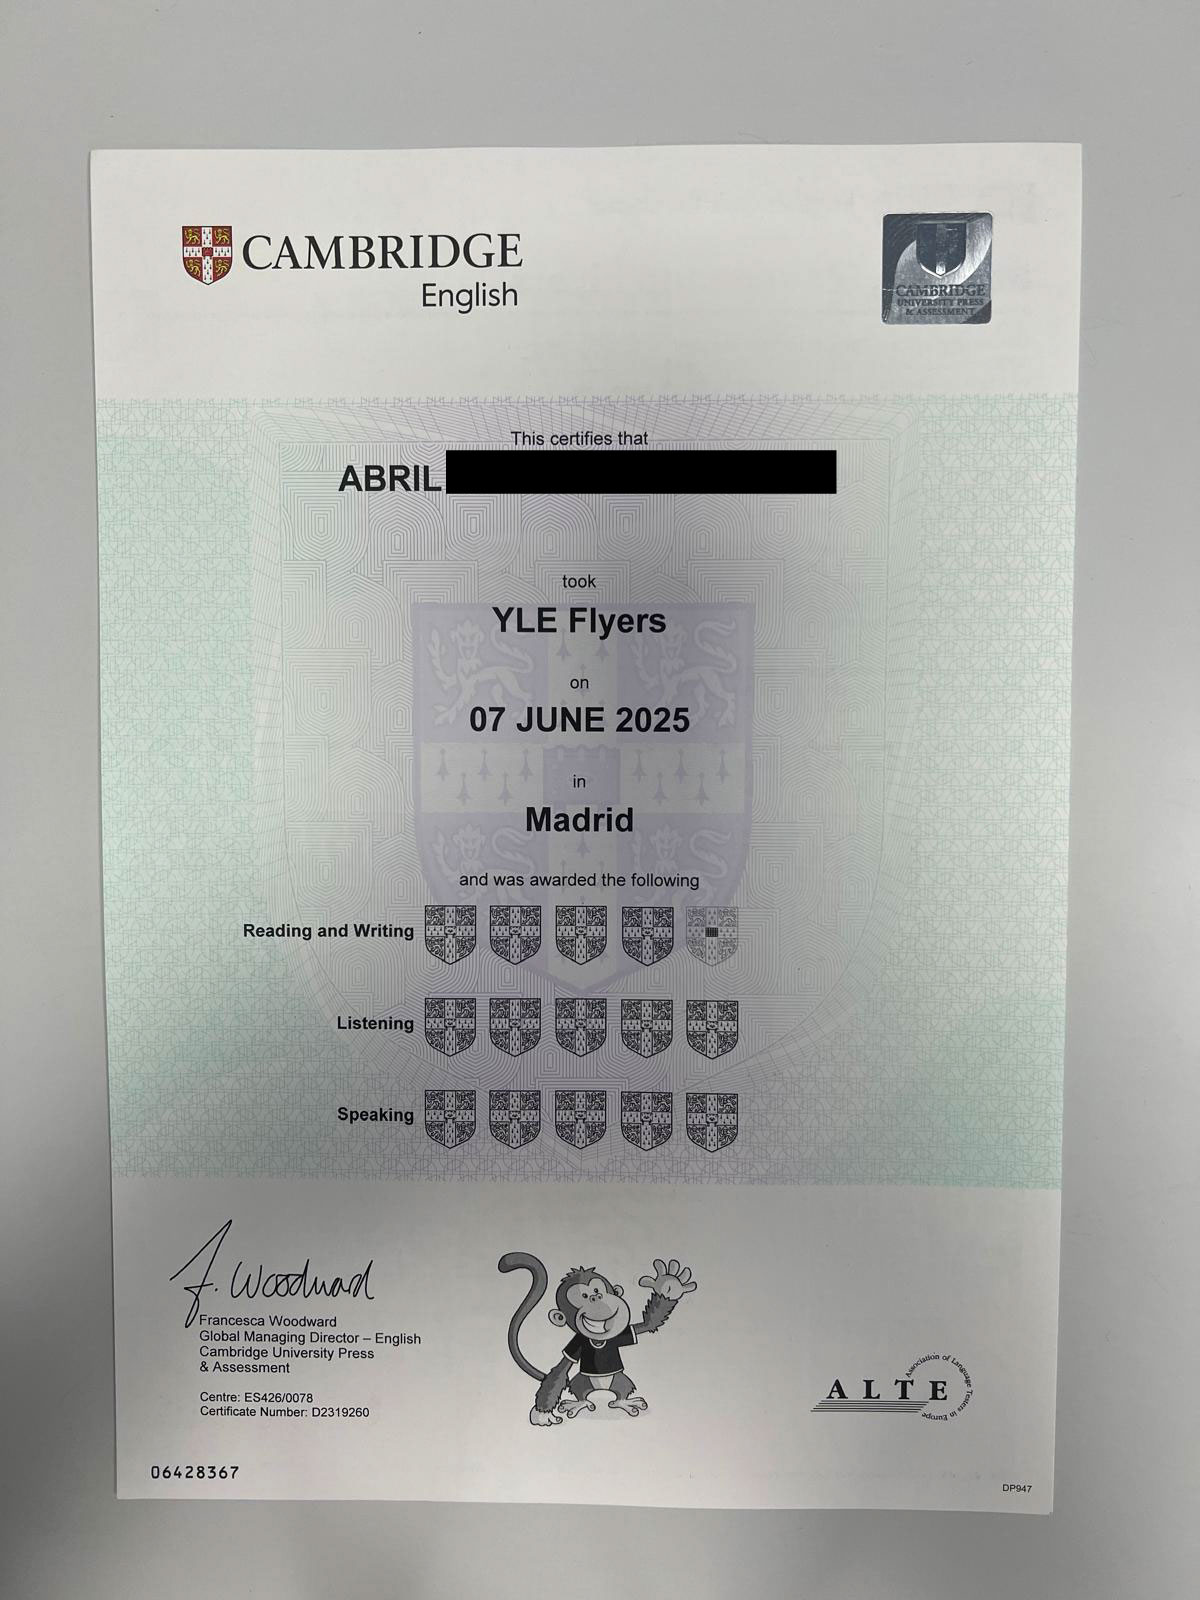 CAMBRIDGE
English
CAMBRIDGE
UNIVERSITY PRESS
& ASSESSMENT
This certifies that
ABRIL
took
YLE Flyers
on
07 JUNE 2025
in
Madrid
and was awarded the following
Reading and Writing
Listening
Speaking
F. Woodward
Francesca Woodward
Global Managing Director – English
Cambridge University Press
& Assessment
Centre: ES426/0078
Certificate Number: D2319260
ALTE
Association of Language Testers in Europe
06428367
DP947